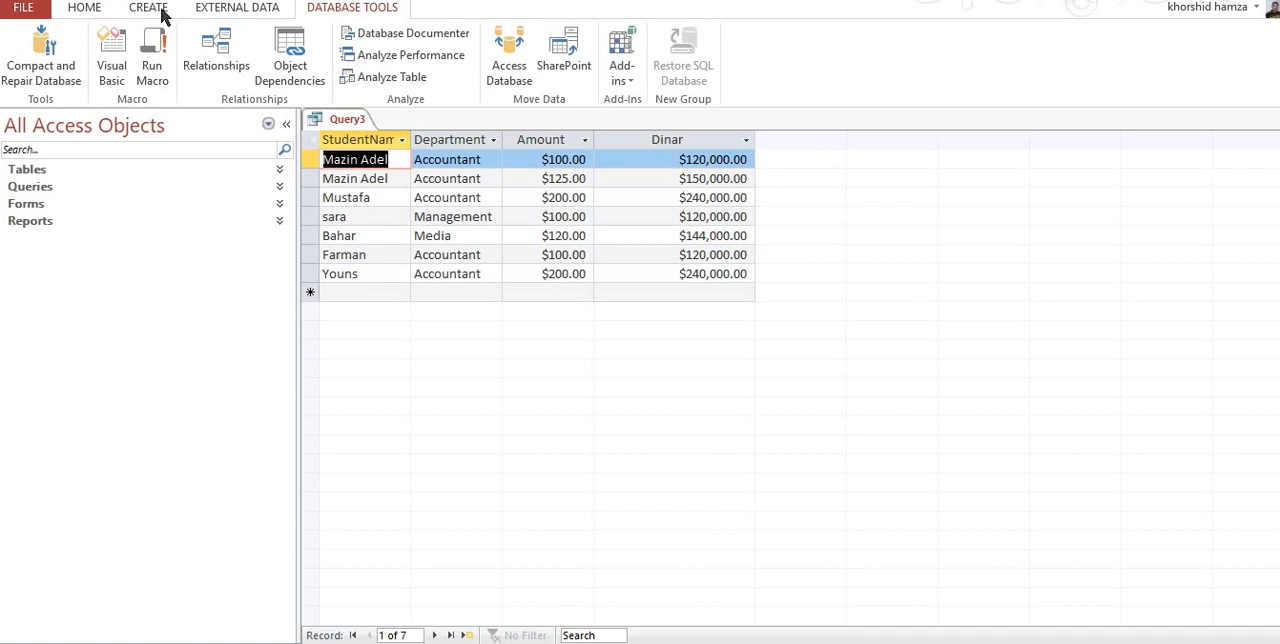 FILE HOME CREATE EXTERNAL DATA DATABASE TOOLS khorshid hamza
Compact and
Repair Database
Tools
Visual
Basic
Run
Macro
Macro
Relationships
Object
Dependencies
Relationships
Database Documenter
Analyze Performance
Analyze Table
Analyze
Access
Database
SharePoint
Move Data
Add-
ins
Add-Ins
Restore SQL
Database
New Group
All Access Objects
Search...
Tables
Queries
Forms
Reports
Query3
StudentNam Department Amount Dinar
Mazin Adel Accountant $100.00 $120,000.00
Mazin Adel Accountant $125.00 $150,000.00
Mustafa Accountant $200.00 $240,000.00
sara Management $100.00 $120,000.00
Bahar Media $120.00 $144,000.00
Farman Accountant $100.00 $120,000.00
Youns Accountant $200.00 $240,000.00
Record: 1 of 7 No Filter Search